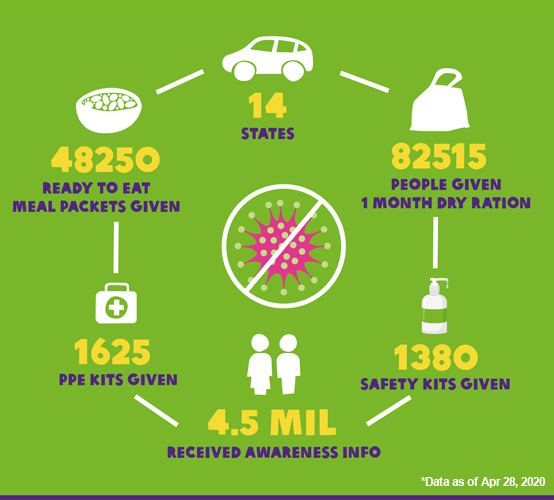 14
STATES
48250
READY TO EAT
MEAL PACKETS GIVEN
82515
PEOPLE GIVEN
1 MONTH DRY RATION
1625
PPE KITS GIVEN
1380
SAFETY KITS GIVEN
4.5 MIL
RECEIVED AWARENESS INFO
*Data as of Apr 28, 2020